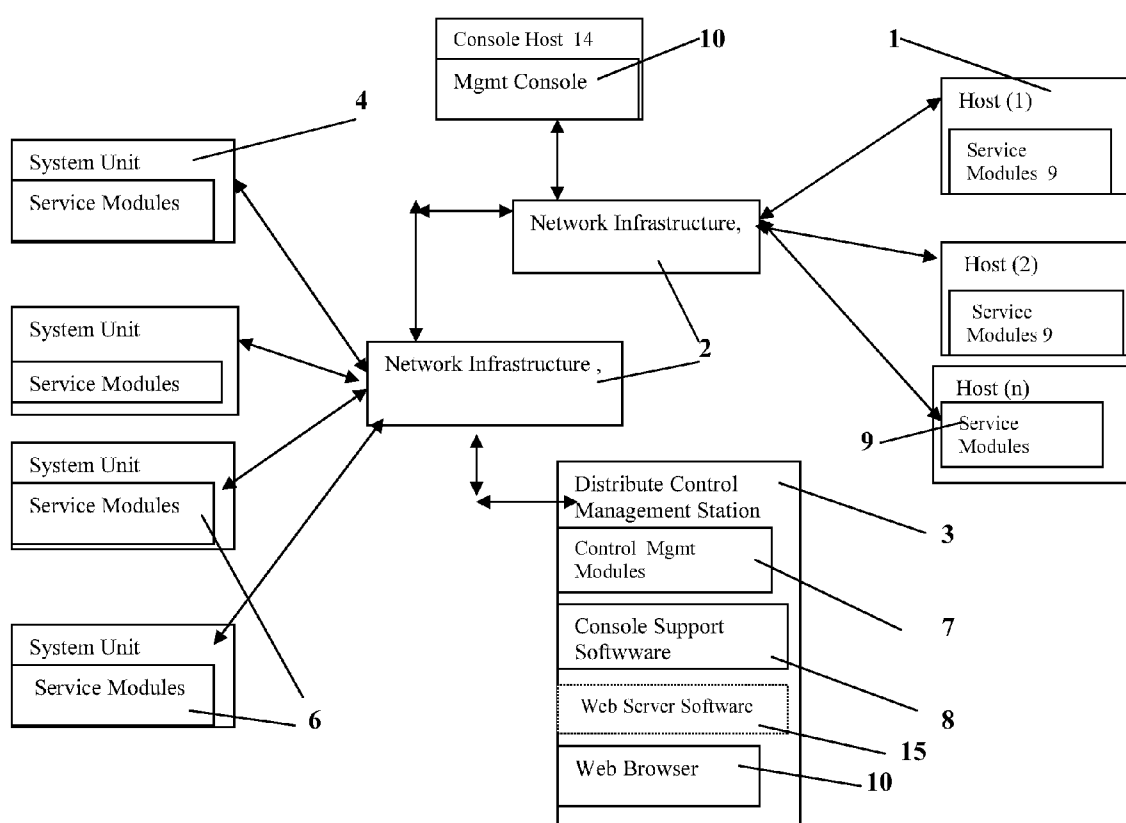 Console Host 14
10
Mgmt Console
1
Host (1)
Service
Modules 9
4
System Unit
Service Modules
Network Infrastructure,
Host (2)
Service
Modules 9
System Unit
Service Modules
Network Infrastructure ,
2
Host (n)
Service
Modules
9
System Unit
Service Modules
Distribute Control
Management Station
3
Control Mgmt
Modules
7
Console Support
Softwware
8
System Unit
Service Modules
6
Web Server Software
15
Web Browser
10